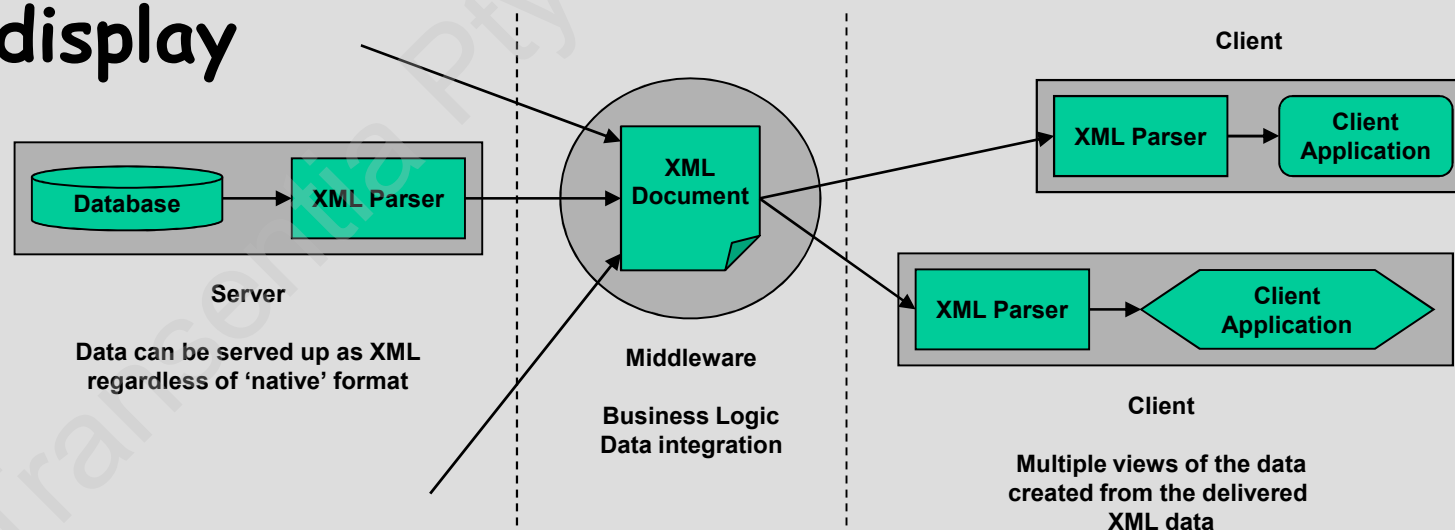 display
Client
XML Parser
Client
Application
Database
XML Parser
XML
Document
Server
Data can be served up as XML
regardless of ‘native’ format
Middleware
Business Logic
Data integration
XML Parser
Client
Application
Client
Multiple views of the data
created from the delivered
XML data
Transentia Pty